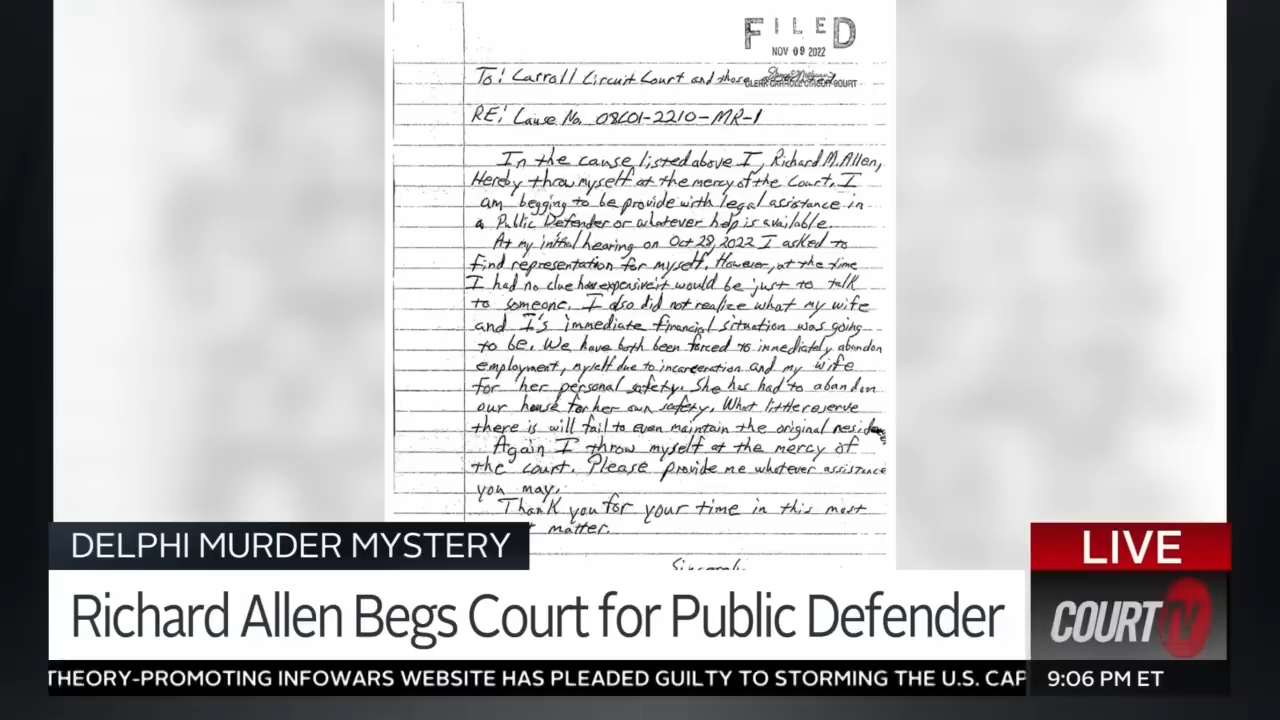 FILED
NOV 09 2022
To: Carroll Circuit Court and those
CLERK CARROLL CIRCUIT COURT
RE: Cause No. 08C01-2210-MR-1
In the cause listed above I, Richard M. Allen,
Hereby throw myself at the mercy of the Court. I
am begging to be provide with legal assistance in
a Public Defender or whatever help is available.
At my initial hearing on Oct 28, 2022 I asked to
find representation for myself. However, at the time
I had no clue how expensive it would be just to talk
to someone. I also did not realize what my wife
and I's immediate financial situation was going
to be. We have both been forced to immediately abandon
employment, myself due to incarceration and my wife
for her personal safety. She has had to abandon
our house for her own safety. What little reserve
there is will fail to even maintain the original
Again I throw myself at the mercy of
the court. Please provide me whatever assistance
you may.
Thank you for your time in this most
matter.
Sincerely
DELPHI MURDER MYSTERY
LIVE
Richard Allen Begs Court for Public Defender
COURT TV
THEORY-PROMOTING INFOWARS WEBSITE HAS PLEADED GUILTY TO STORMING THE U.S. CAP
9:06 PM ET